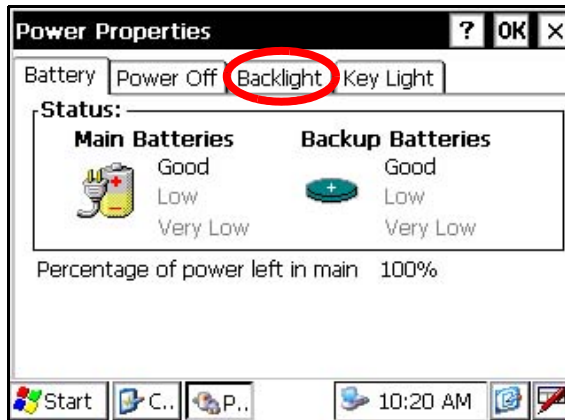 Power Properties ? OK ×
Battery Power Off Backlight Key Light
Status:
Main Batteries Backup Batteries
Good Good
Low Low
Very Low Very Low
Percentage of power left in main 100%
Start C.. P.. 10:20 AM